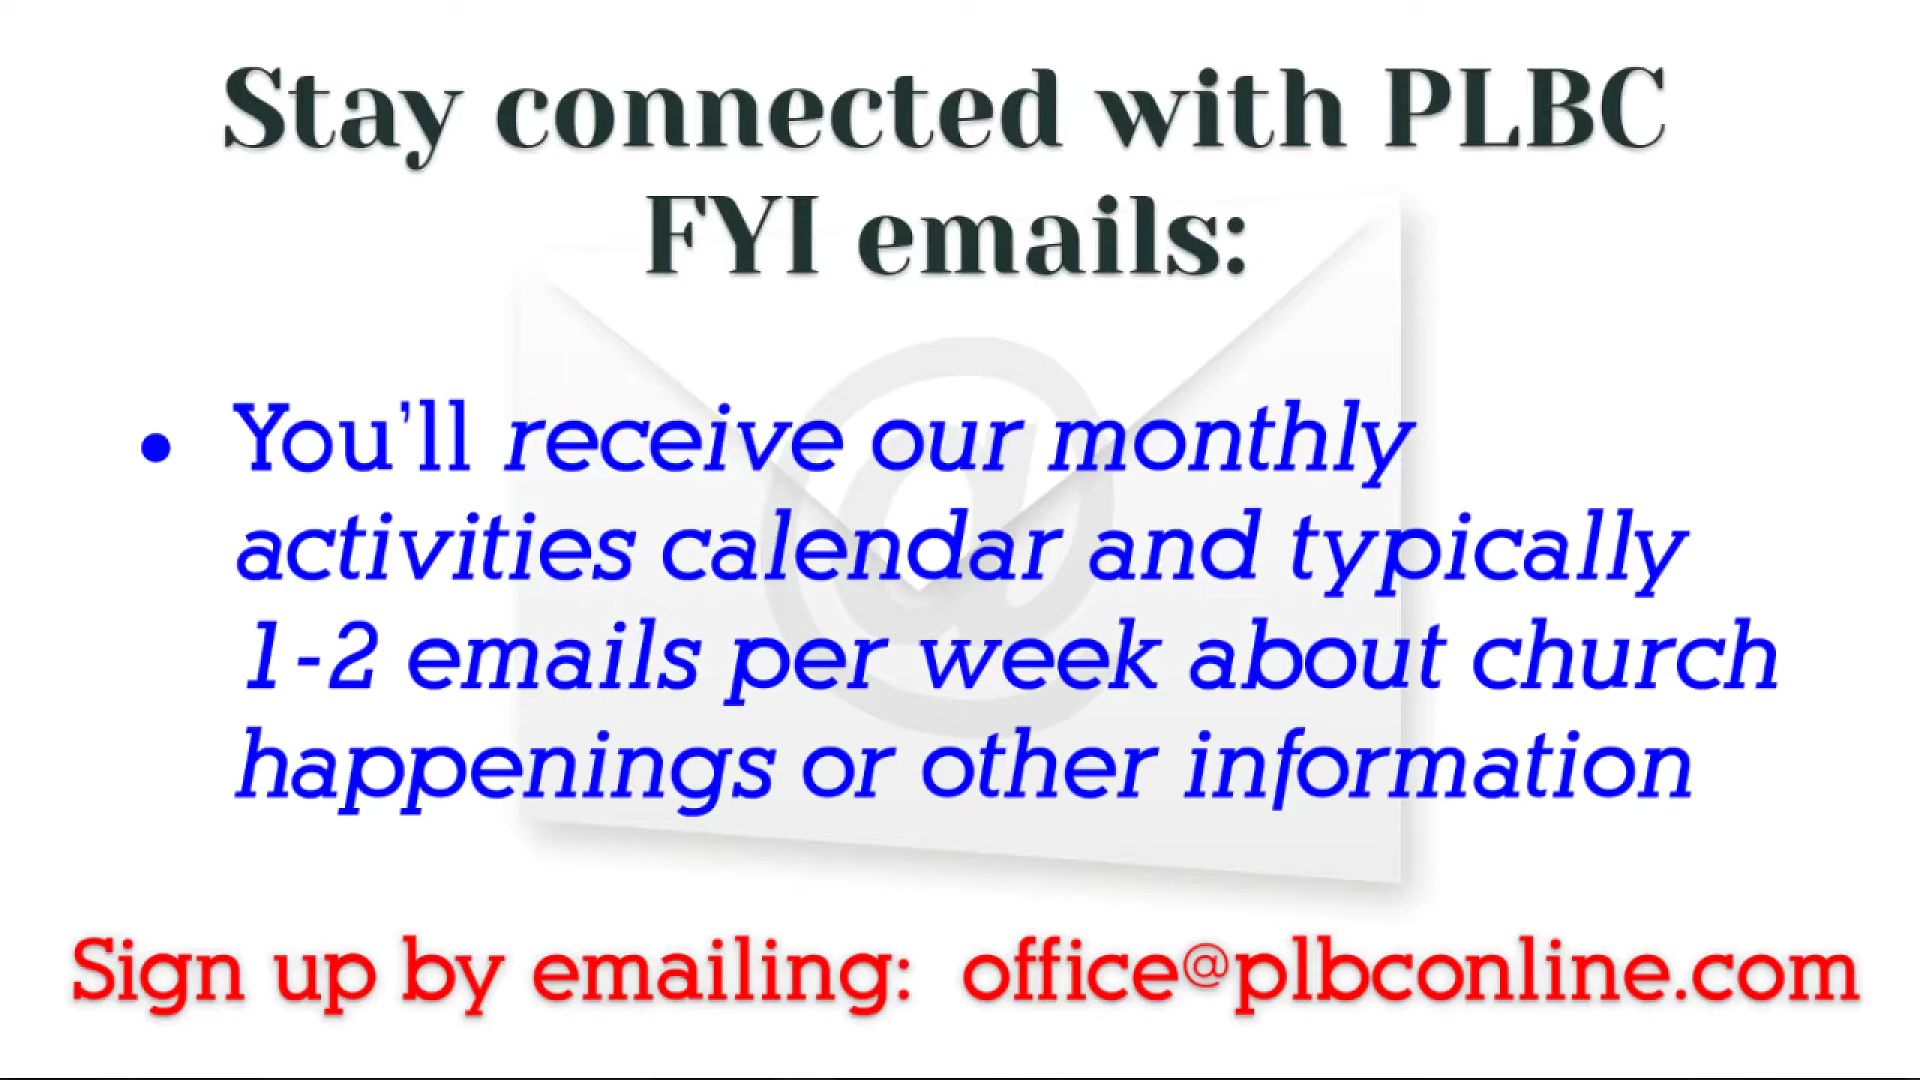 Stay connected with PLBC
FYI emails:
• You'll receive our monthly
activities calendar and typically
1-2 emails per week about church
happenings or other information
Sign up by emailing: office@plbconline.com